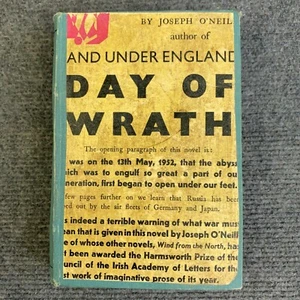 BY JOSEPH O'NEIL
author of
AND UNDER ENGLAND
DAY OF
WRATH
The opening paragraph of this novel is:
was on the 13th May, 1952, that the abys
hich was to engulf so great a part of ou
neration, first began to open under our feet.
few pages further on we learn that Russia has bee
ed out by the air fleets of Germany and Japan,
s indeed a terrible warning of what war mus
ean that is given in this novel by Joseph O'Neill
e of whose other novels, Wind from the North, ha
t been awarded the Harmsworth Prize of the
ouncil of the Irish Academy of Letters for the
st work of imaginative prose of its year.